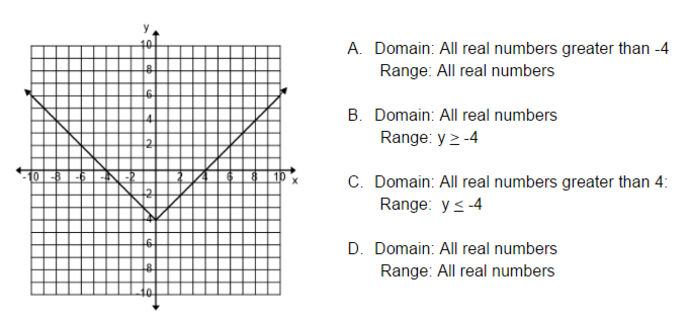 y
10
8
6
4
2
-10 -8 -6 -4 -2 2 4 6 8 10 x
-2
-4
-6
-8
-10
A. Domain: All real numbers greater than -4
Range: All real numbers
B. Domain: All real numbers
Range: y ≥ -4
C. Domain: All real numbers greater than 4:
Range: y ≤ -4
D. Domain: All real numbers
Range: All real numbers